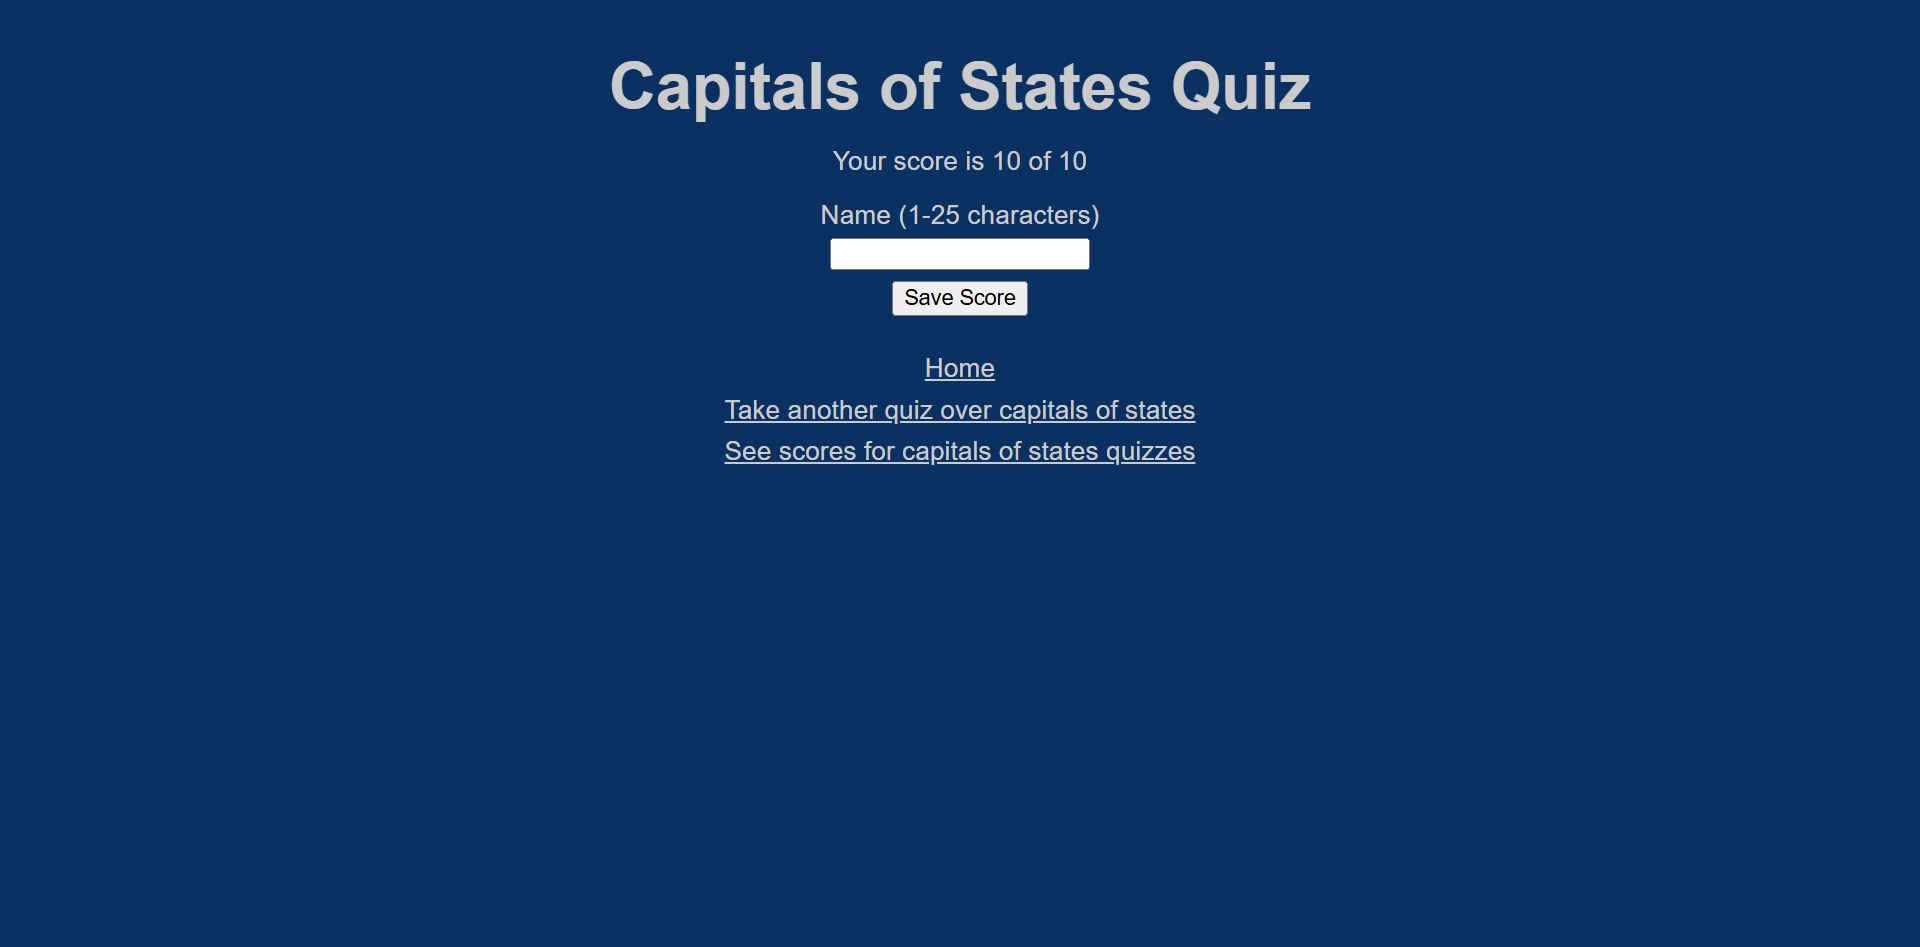 Capitals of States Quiz
Your score is 10 of 10
Name (1-25 characters)
Save Score
Home
Take another quiz over capitals of states
See scores for capitals of states quizzes